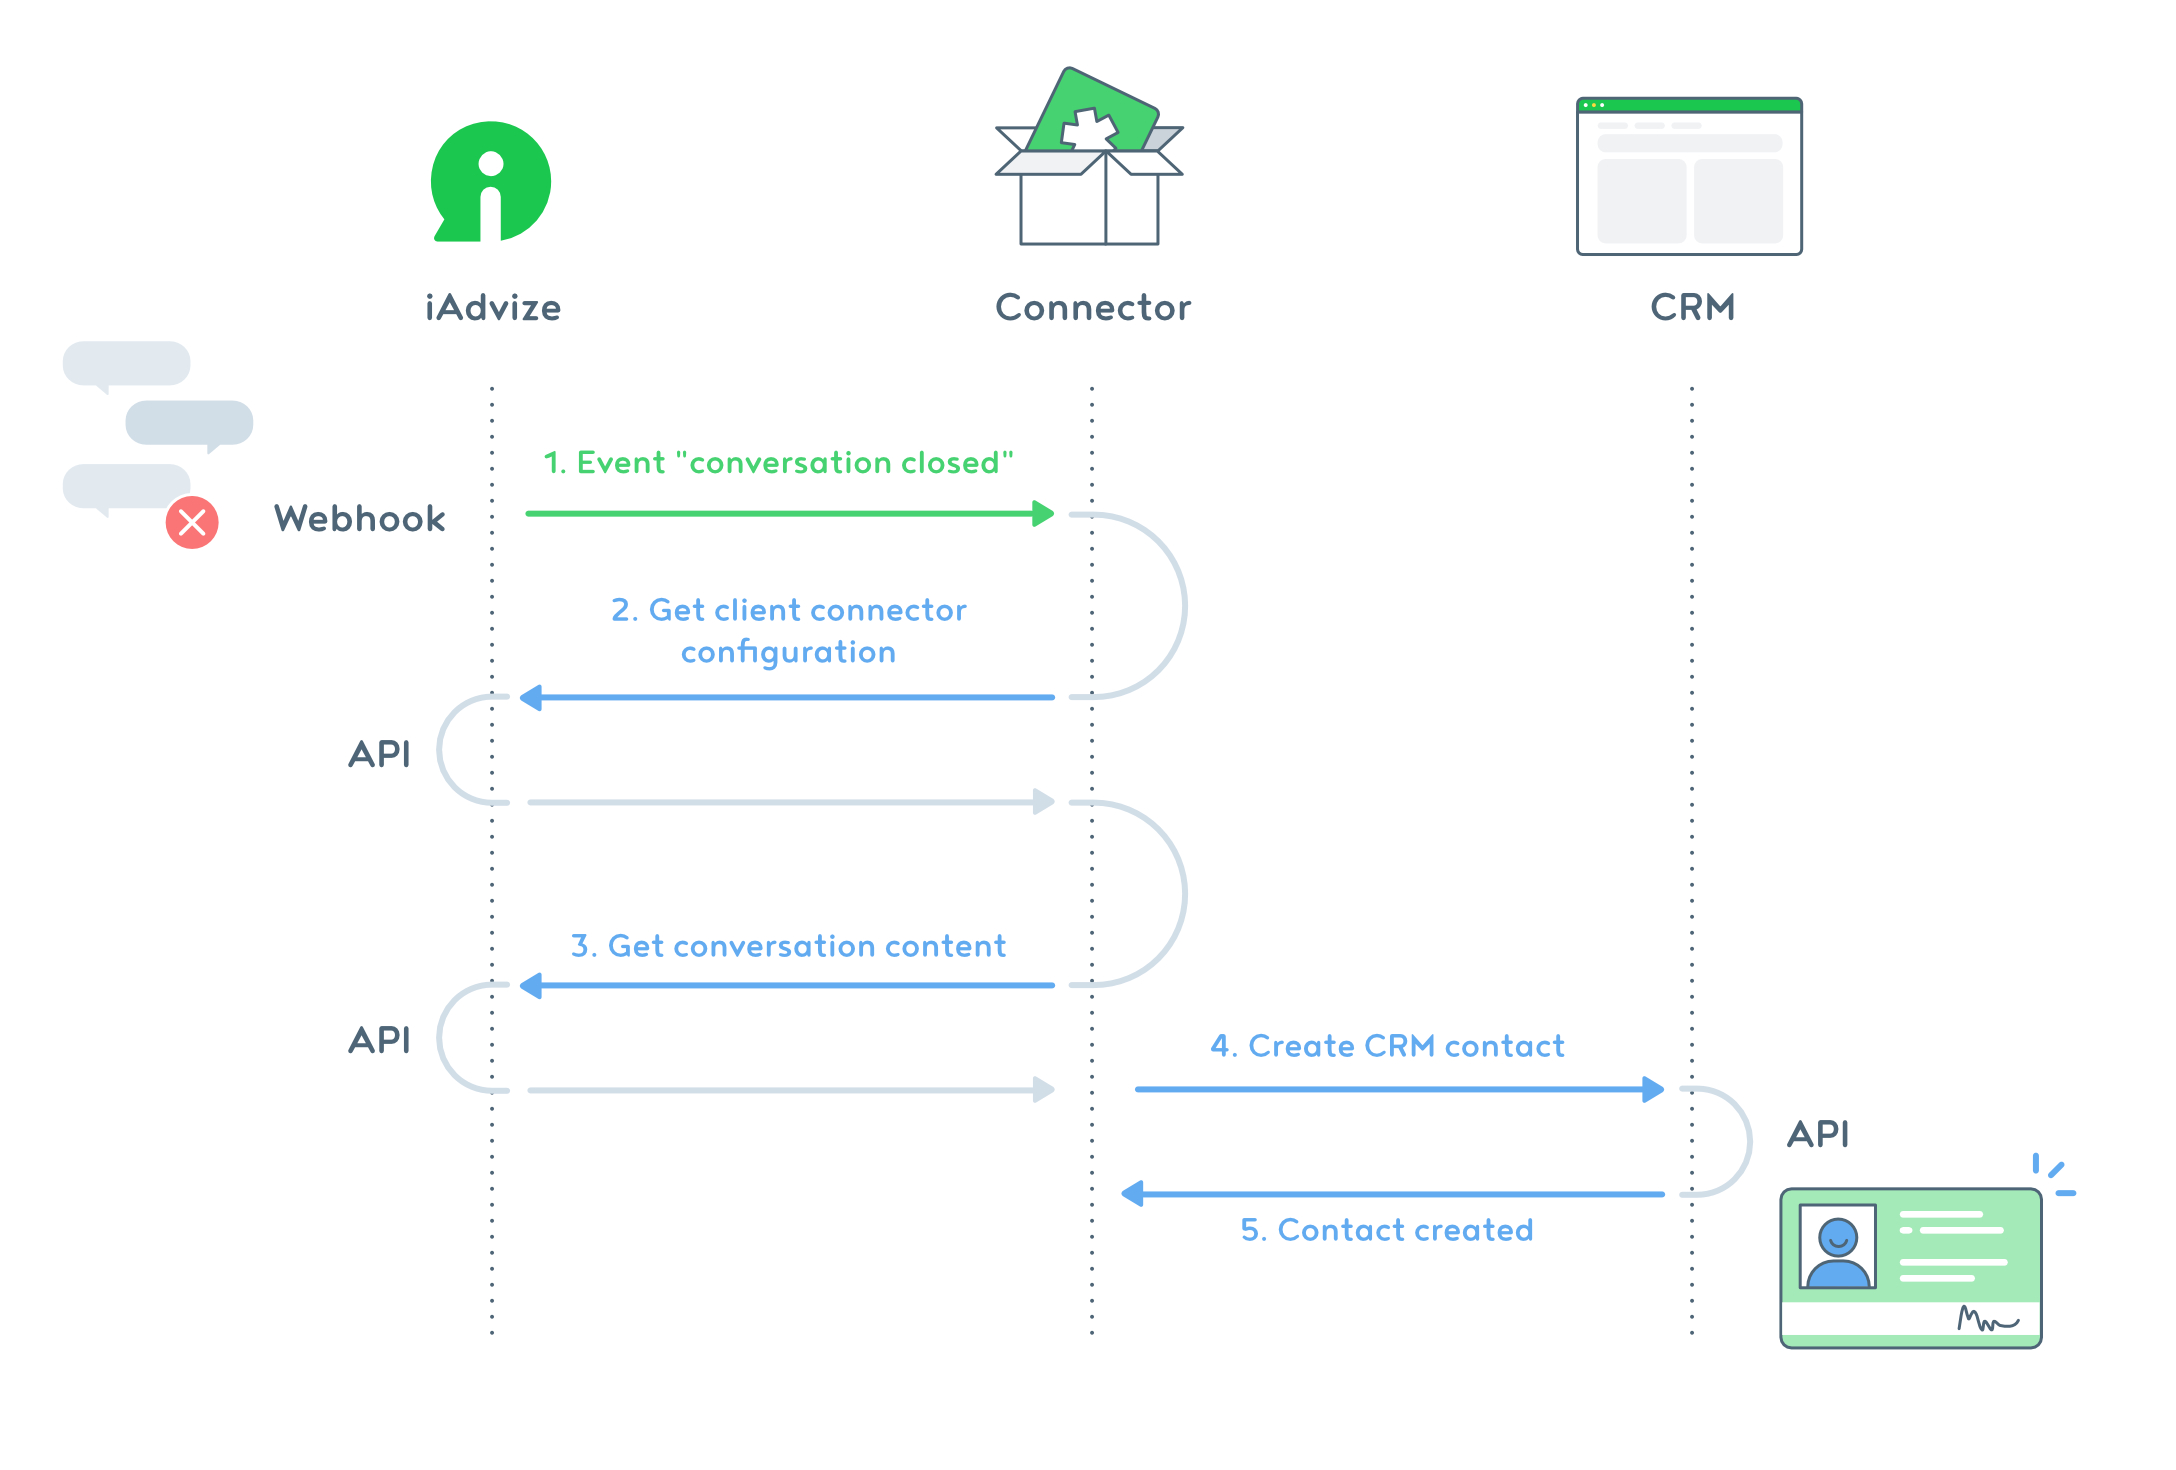 iAdvize
Connector
CRM
1. Event "conversation closed"
Webhook
2. Get client connector
configuration
API
3. Get conversation content
API
4. Create CRM contact
API
5. Contact created